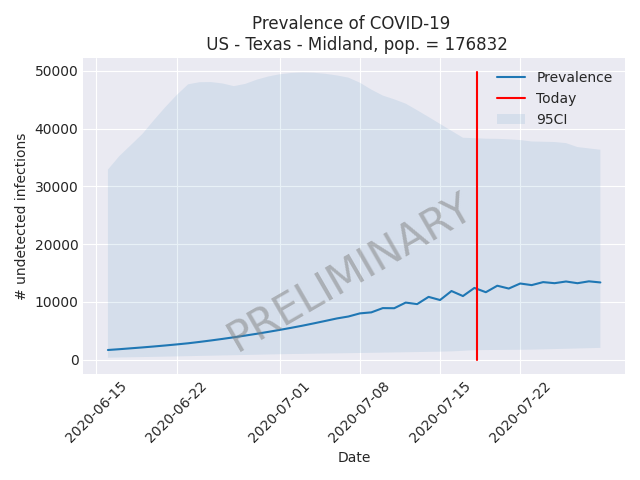 Prevalence of COVID-19
US - Texas - Midland, pop. = 176832
# undetected infections
50000
40000
30000
20000
10000
0
Prevalence
Today
95CI
PRELIMINARY
2020-06-15
2020-06-22
2020-07-01
2020-07-08
2020-07-15
2020-07-22
Date